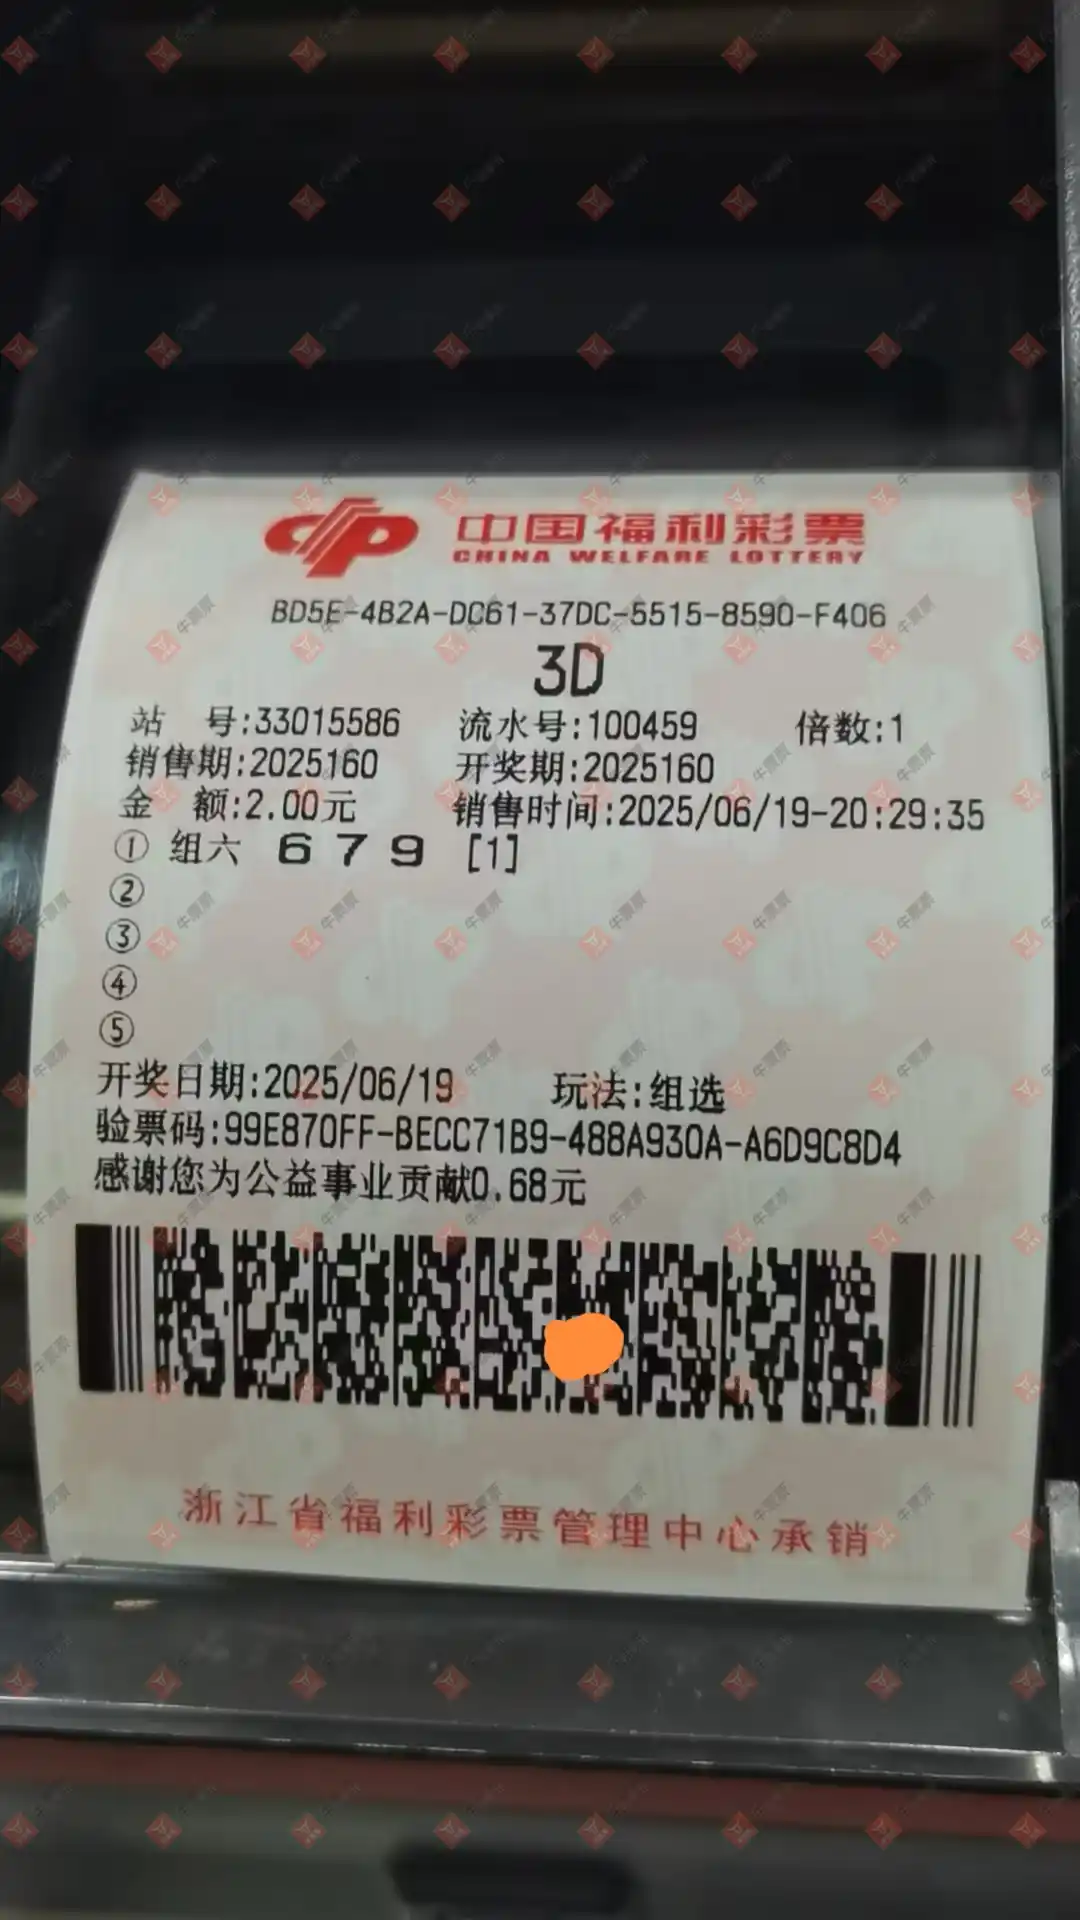 中国福利彩票
CHINA WELFARE LOTTERY
BD5E-4B2A-DC61-37DC-5515-8590-F406
3D
站 号:33015586 流水号:100459 倍数:1
销售期:2025160 开奖期:2025160
金 额:2.00元 销售时间:2025/06/19-20:29:35
① 组六 6 7 9 [1]
②
③
④
⑤
开奖日期:2025/06/19 玩法:组选
验票码:99E870FF-BECC71B9-488A930A-A6D9C8D4
感谢您为公益事业贡献0.68元
浙江省福利彩票管理中心承销
牛票票